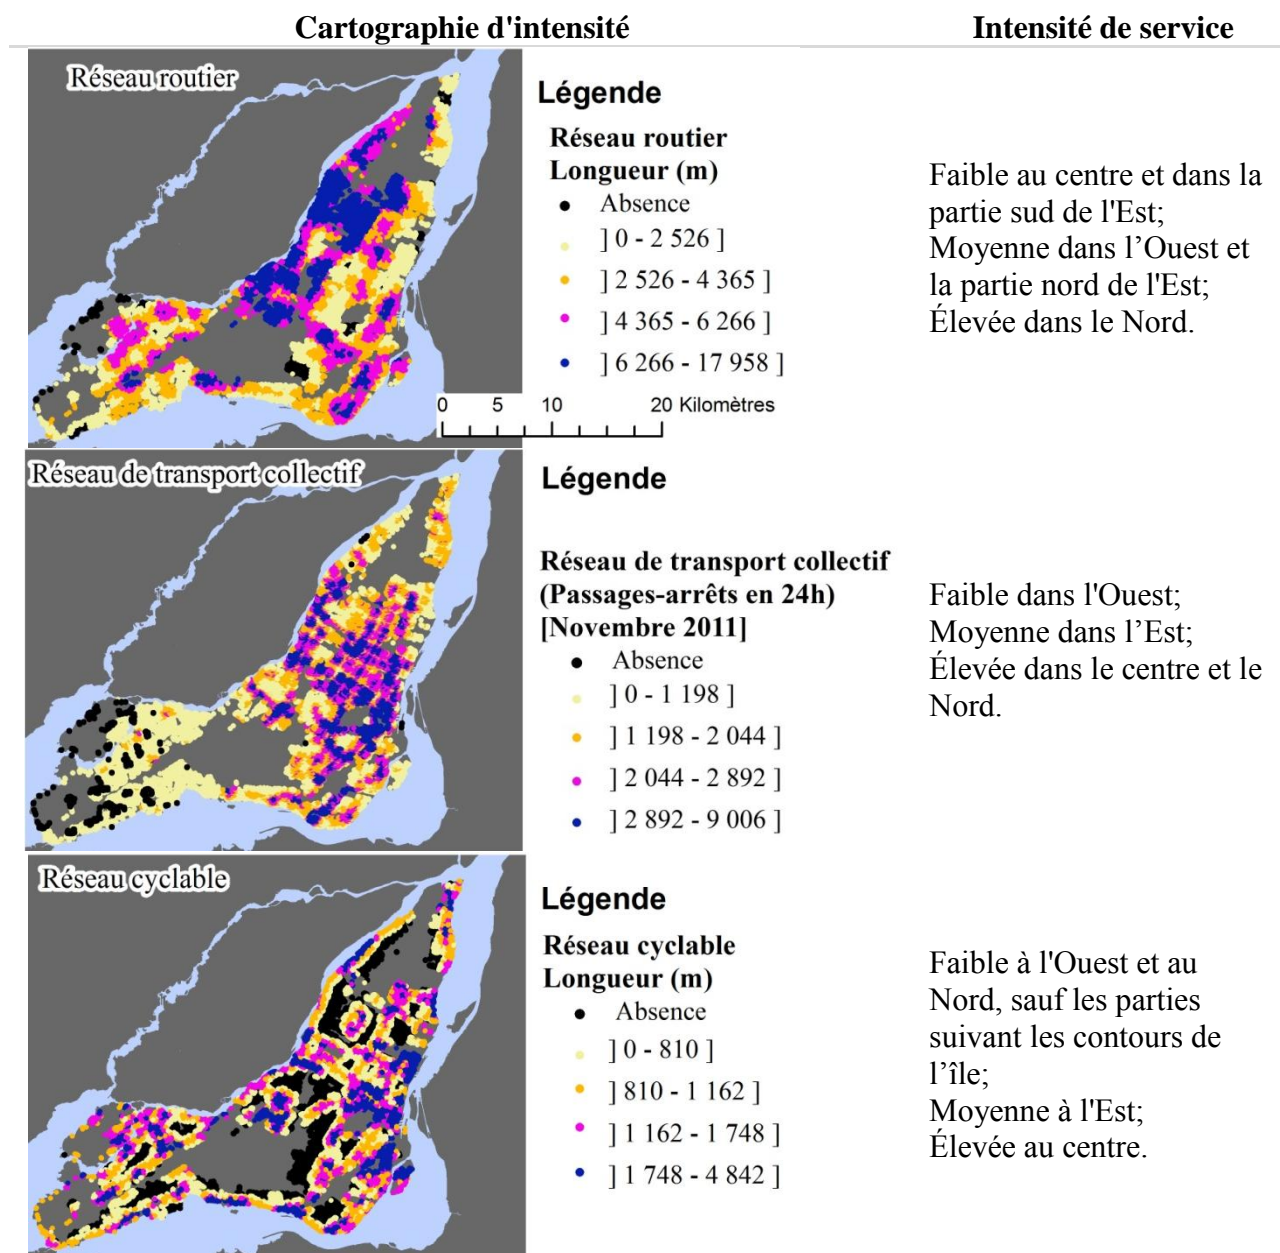 Cartographie d'intensité
Intensité de service
Réseau routier
Légende
Réseau routier
Longueur (m)
Absence
] 0 - 2 526 ]
] 2 526 - 4 365 ]
] 4 365 - 6 266 ]
] 6 266 - 17 958 ]
0 5 10 20 Kilomètres
Faible au centre et dans la
partie sud de l'Est;
Moyenne dans l’Ouest et
la partie nord de l'Est;
Élevée dans le Nord.
Réseau de transport collectif
Légende
Réseau de transport collectif
(Passages-arrêts en 24h)
[Novembre 2011]
Absence
] 0 - 1 198 ]
] 1 198 - 2 044 ]
] 2 044 - 2 892 ]
] 2 892 - 9 006 ]
Faible dans l'Ouest;
Moyenne dans l’Est;
Élevée dans le centre et le
Nord.
Réseau cyclable
Légende
Réseau cyclable
Longueur (m)
Absence
] 0 - 810 ]
] 810 - 1 162 ]
] 1 162 - 1 748 ]
] 1 748 - 4 842 ]
Faible à l'Ouest et au
Nord, sauf les parties
suivant les contours de
l’île;
Moyenne à l'Est;
Élevée au centre.